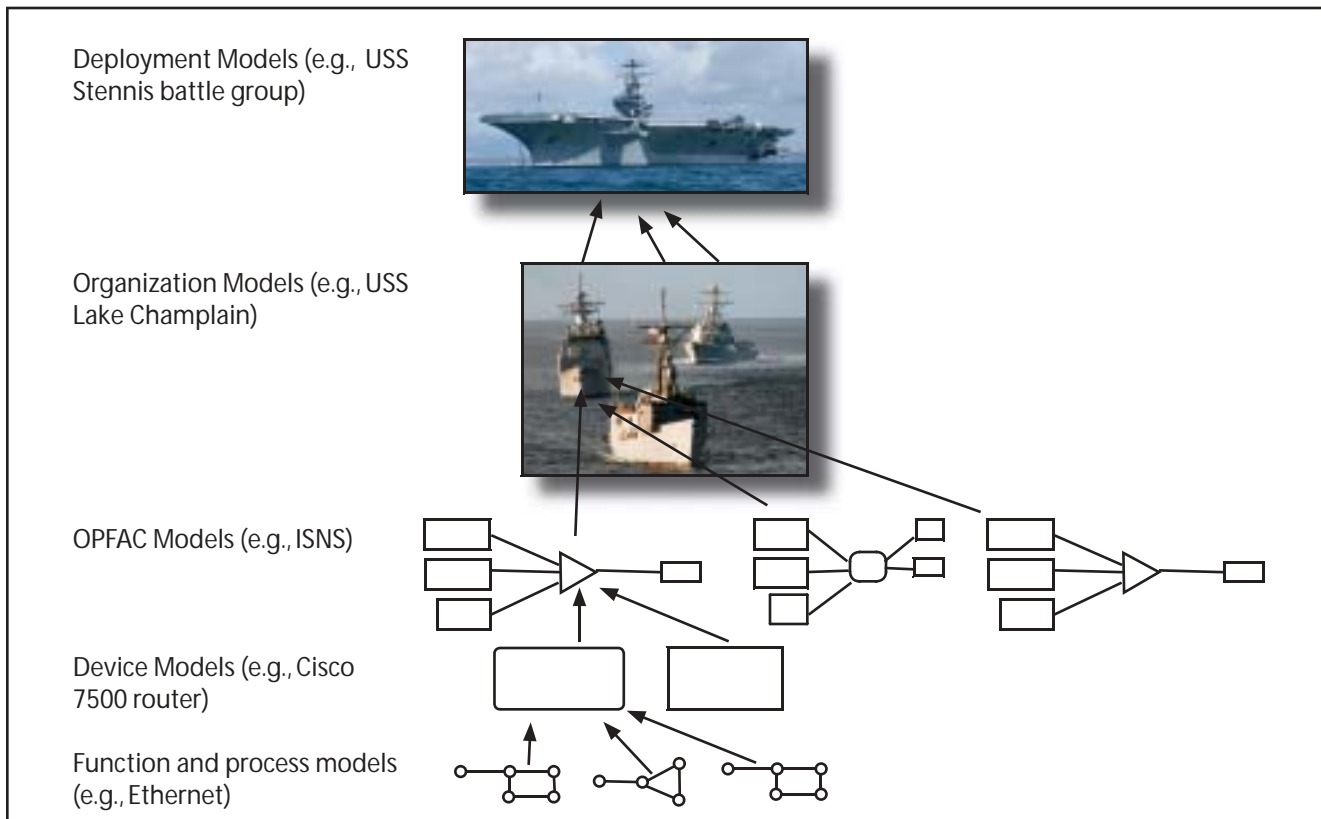 Deployment Models (e.g., USS
Stennis battle group)
Organization Models (e.g., USS
Lake Champlain)
OPFAC Models (e.g., ISNS)
Device Models (e.g., Cisco
7500 router)
Function and process models
(e.g., Ethernet)